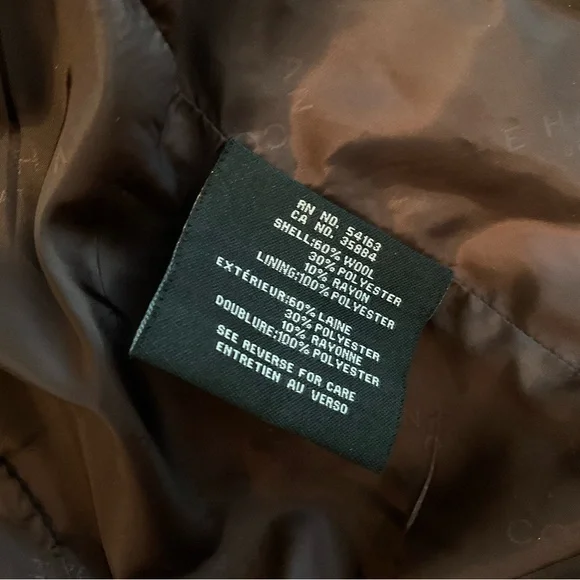 RN NO. 54163
CA NO. 35884
SHELL:60% WOOL
30% POLYESTER
10% RAYON
LINING:100% POLYESTER
EXTÉRIEUR:60% LAINE
30% POLYESTER
10% RAYONNE
DOUBLURE:100% POLYESTER
SEE REVERSE FOR CARE
ENTRETIEN AU VERSO